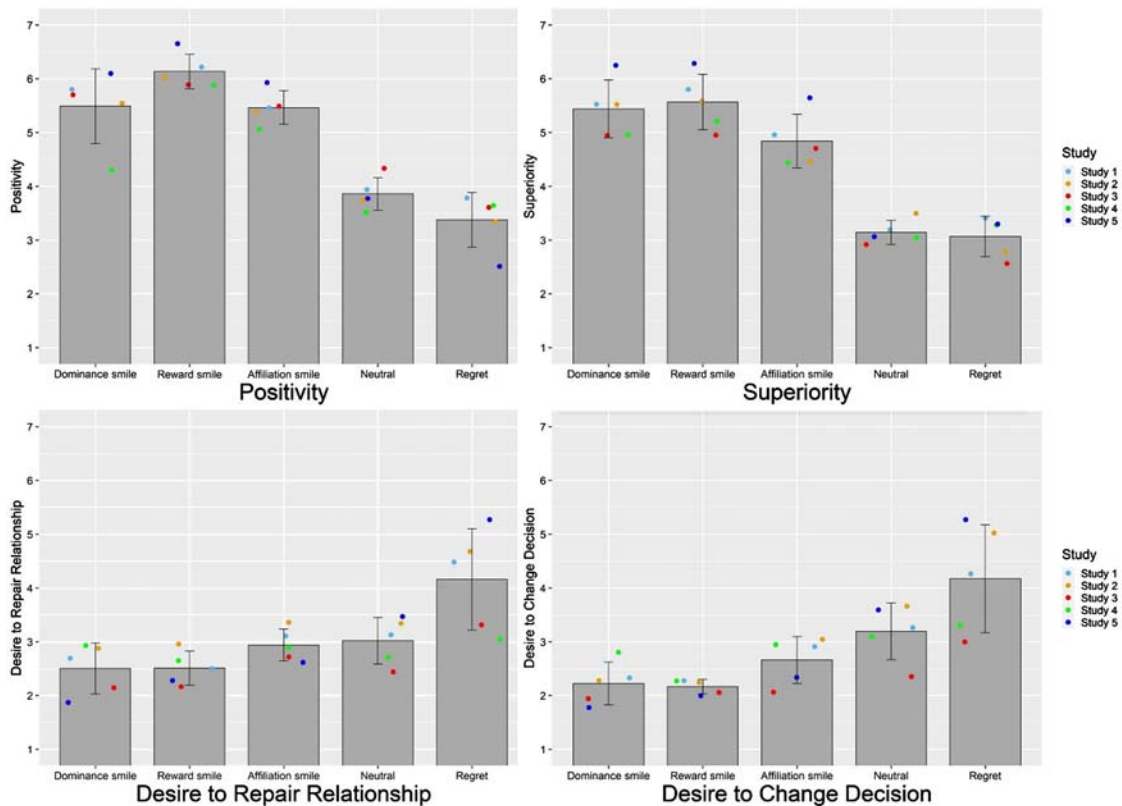 7
6
5
4
3
2
1
Positivity
Dominance smile
Reward smile
Affiliation smile
Neutral
Regret
Positivity
7
6
5
4
3
2
1
Superiority
Dominance smile
Reward smile
Affiliation smile
Neutral
Regret
Superiority
Study
Study 1
Study 2
Study 3
Study 4
Study 5
7
6
5
4
3
2
1
Desire to Repair Relationship
Dominance smile
Reward smile
Affiliation smile
Neutral
Regret
Desire to Repair Relationship
7
6
5
4
3
2
1
Desire to Change Decision
Dominance smile
Reward smile
Affiliation smile
Neutral
Regret
Desire to Change Decision
Study
Study 1
Study 2
Study 3
Study 4
Study 5